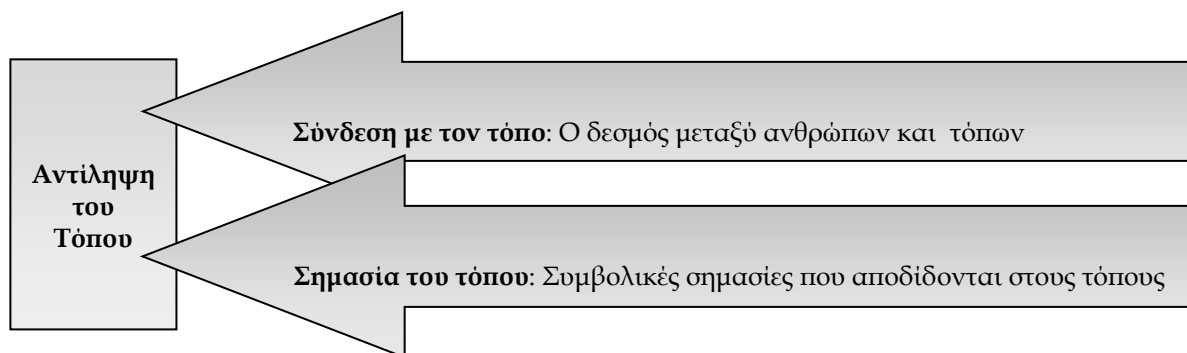 Σύνδεση με τον τόπο: Ο δεσμός μεταξύ ανθρώπων και τόπων
Αντίληψη
του
Τόπου
Σημασία του τόπου: Συμβολικές σημασίες που αποδίδονται στους τόπους